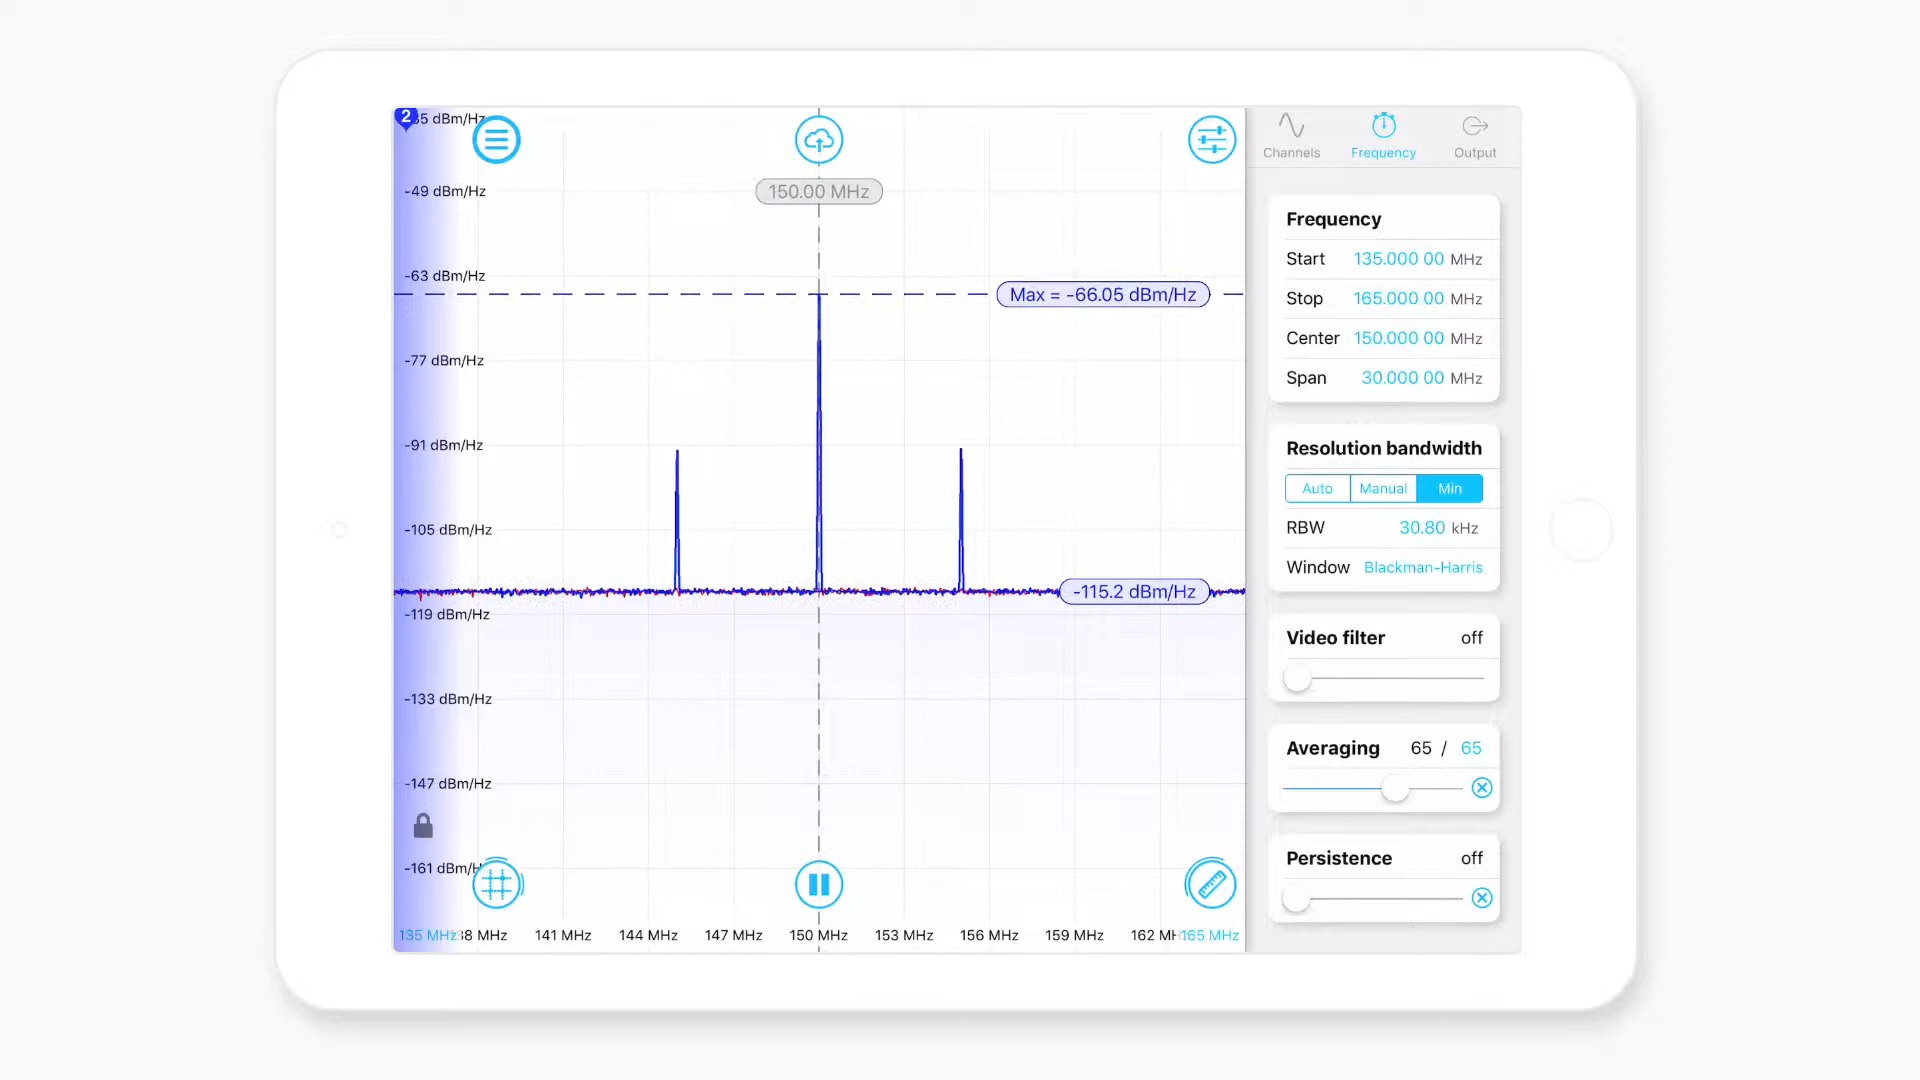 2
35 dBm/Hz
-49 dBm/Hz
-63 dBm/Hz
-77 dBm/Hz
-91 dBm/Hz
-105 dBm/Hz
-119 dBm/Hz
-133 dBm/Hz
-147 dBm/Hz
-161 dBm/H
150.00 MHz
Max = -66.05 dBm/Hz
-115.2 dBm/Hz
135 MHz 38 MHz 141 MHz 144 MHz 147 MHz 150 MHz 153 MHz 156 MHz 159 MHz 162 MH 165 MHz
Channels Frequency Output
Frequency
Start 135.000 00 MHz
Stop 165.000 00 MHz
Center 150.000 00 MHz
Span 30.000 00 MHz
Resolution bandwidth
Auto Manual Min
RBW 30.80 kHz
Window Blackman-Harris
Video filter off
Averaging 65 / 65
Persistence off